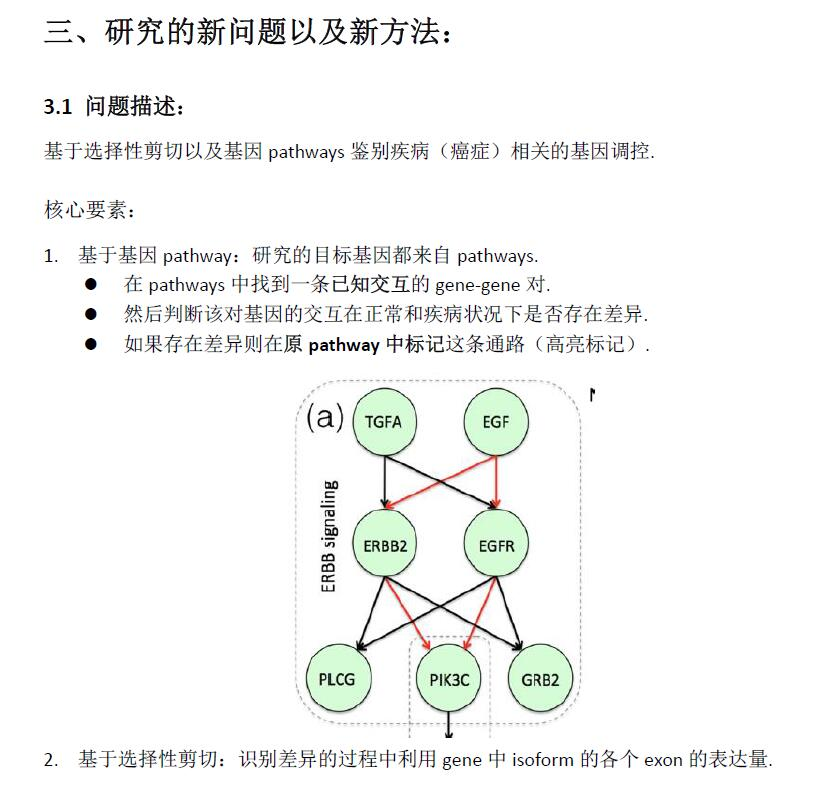 三、研究的新问题以及新方法：
3.1 问题描述：
基于选择性剪切以及基因 pathways 鉴别疾病（癌症）相关的基因调控.
核心要素：
1. 基于基因 pathway：研究的目标基因都来自 pathways.
● 在 pathways 中找到一条已知交互的 gene-gene 对.
● 然后判断该对基因的交互在正常和疾病状况下是否存在差异.
● 如果存在差异则在原 pathway 中标记这条通路（高亮标记）.
(a)
TGFA
EGF
ERBB signaling
ERBB2
EGFR
PLCG
PIK3C
GRB2
2. 基于选择性剪切：识别差异的过程中利用 gene 中 isoform 的各个 exon 的表达量.